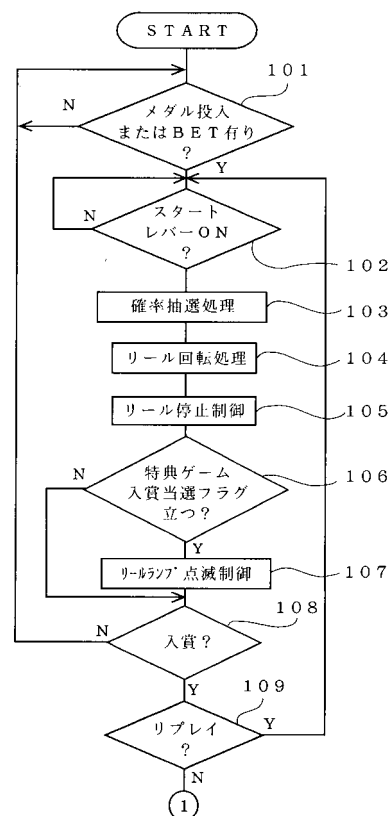 START
101
N
メダル投入
またはBET有り
?
Y
N
スタート
レバーON
?
102
確率抽選処理
103
リール回転処理
104
リール停止制御
105
N
特典ゲーム
入賞当選フラグ
立つ?
106
Y
リールランプ点滅制御
107
N
入賞?
108
Y
109
リプレイ
?
Y
N
1